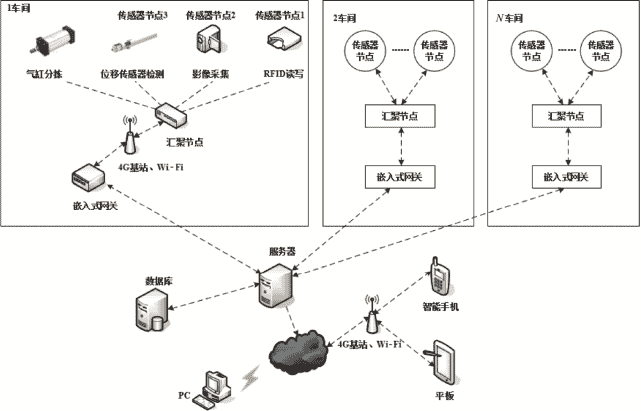 1车间
传感器节点3
传感器节点2
传感器节点1
气缸分拣
位移传感器检测
影像采集
RFID读写
汇聚节点
4G基站、Wi-Fi
嵌入式网关
2车间
传感器
节点
传感器
节点
汇聚节点
嵌入式网关
N车间
传感器
节点
传感器
节点
汇聚节点
嵌入式网关
服务器
数据库
智能手机
4G基站、Wi-Fi
PC
平板